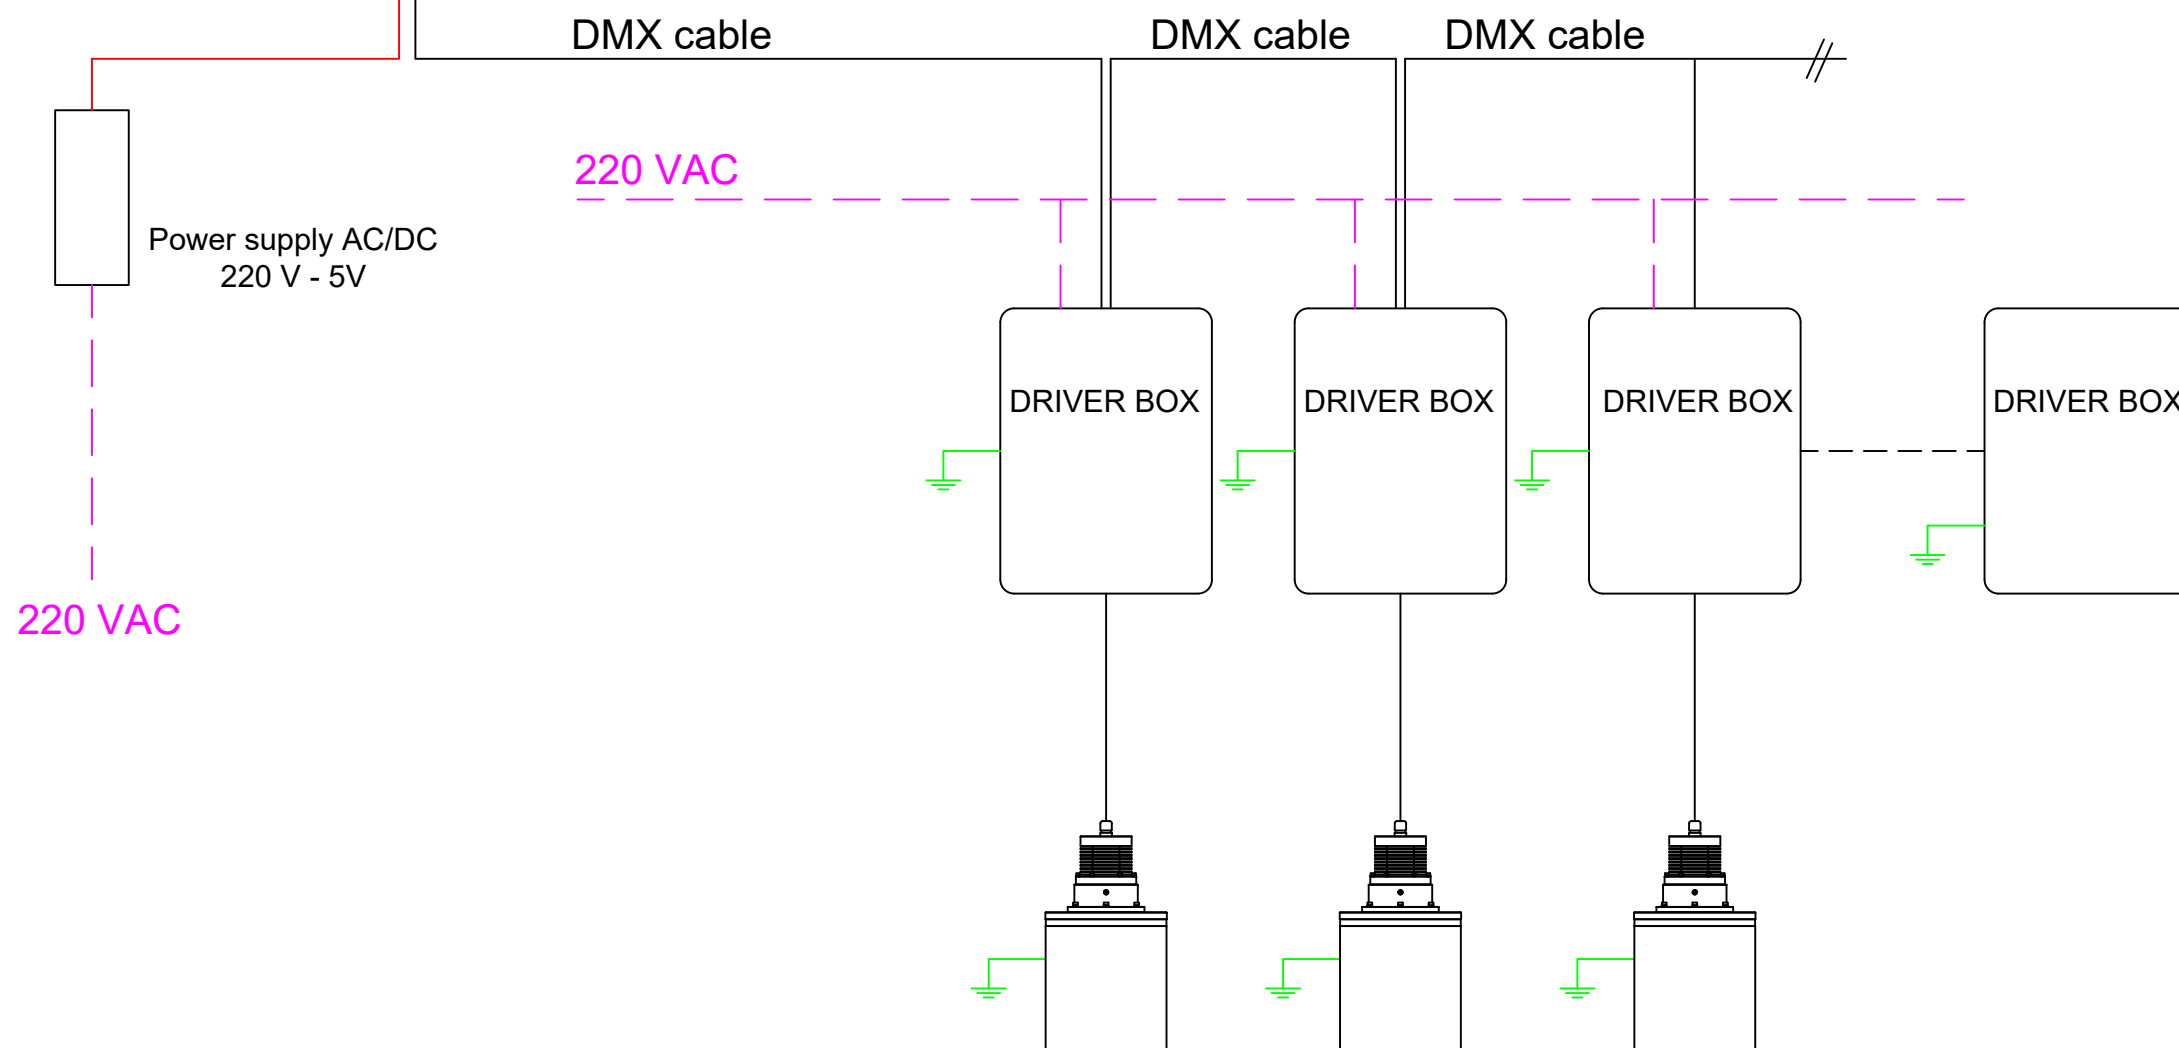 DMX cable
DMX cable
DMX cable
220 VAC
Power supply AC/DC
220 V - 5V
DRIVER BOX
DRIVER BOX
DRIVER BOX
DRIVER BOX
220 VAC